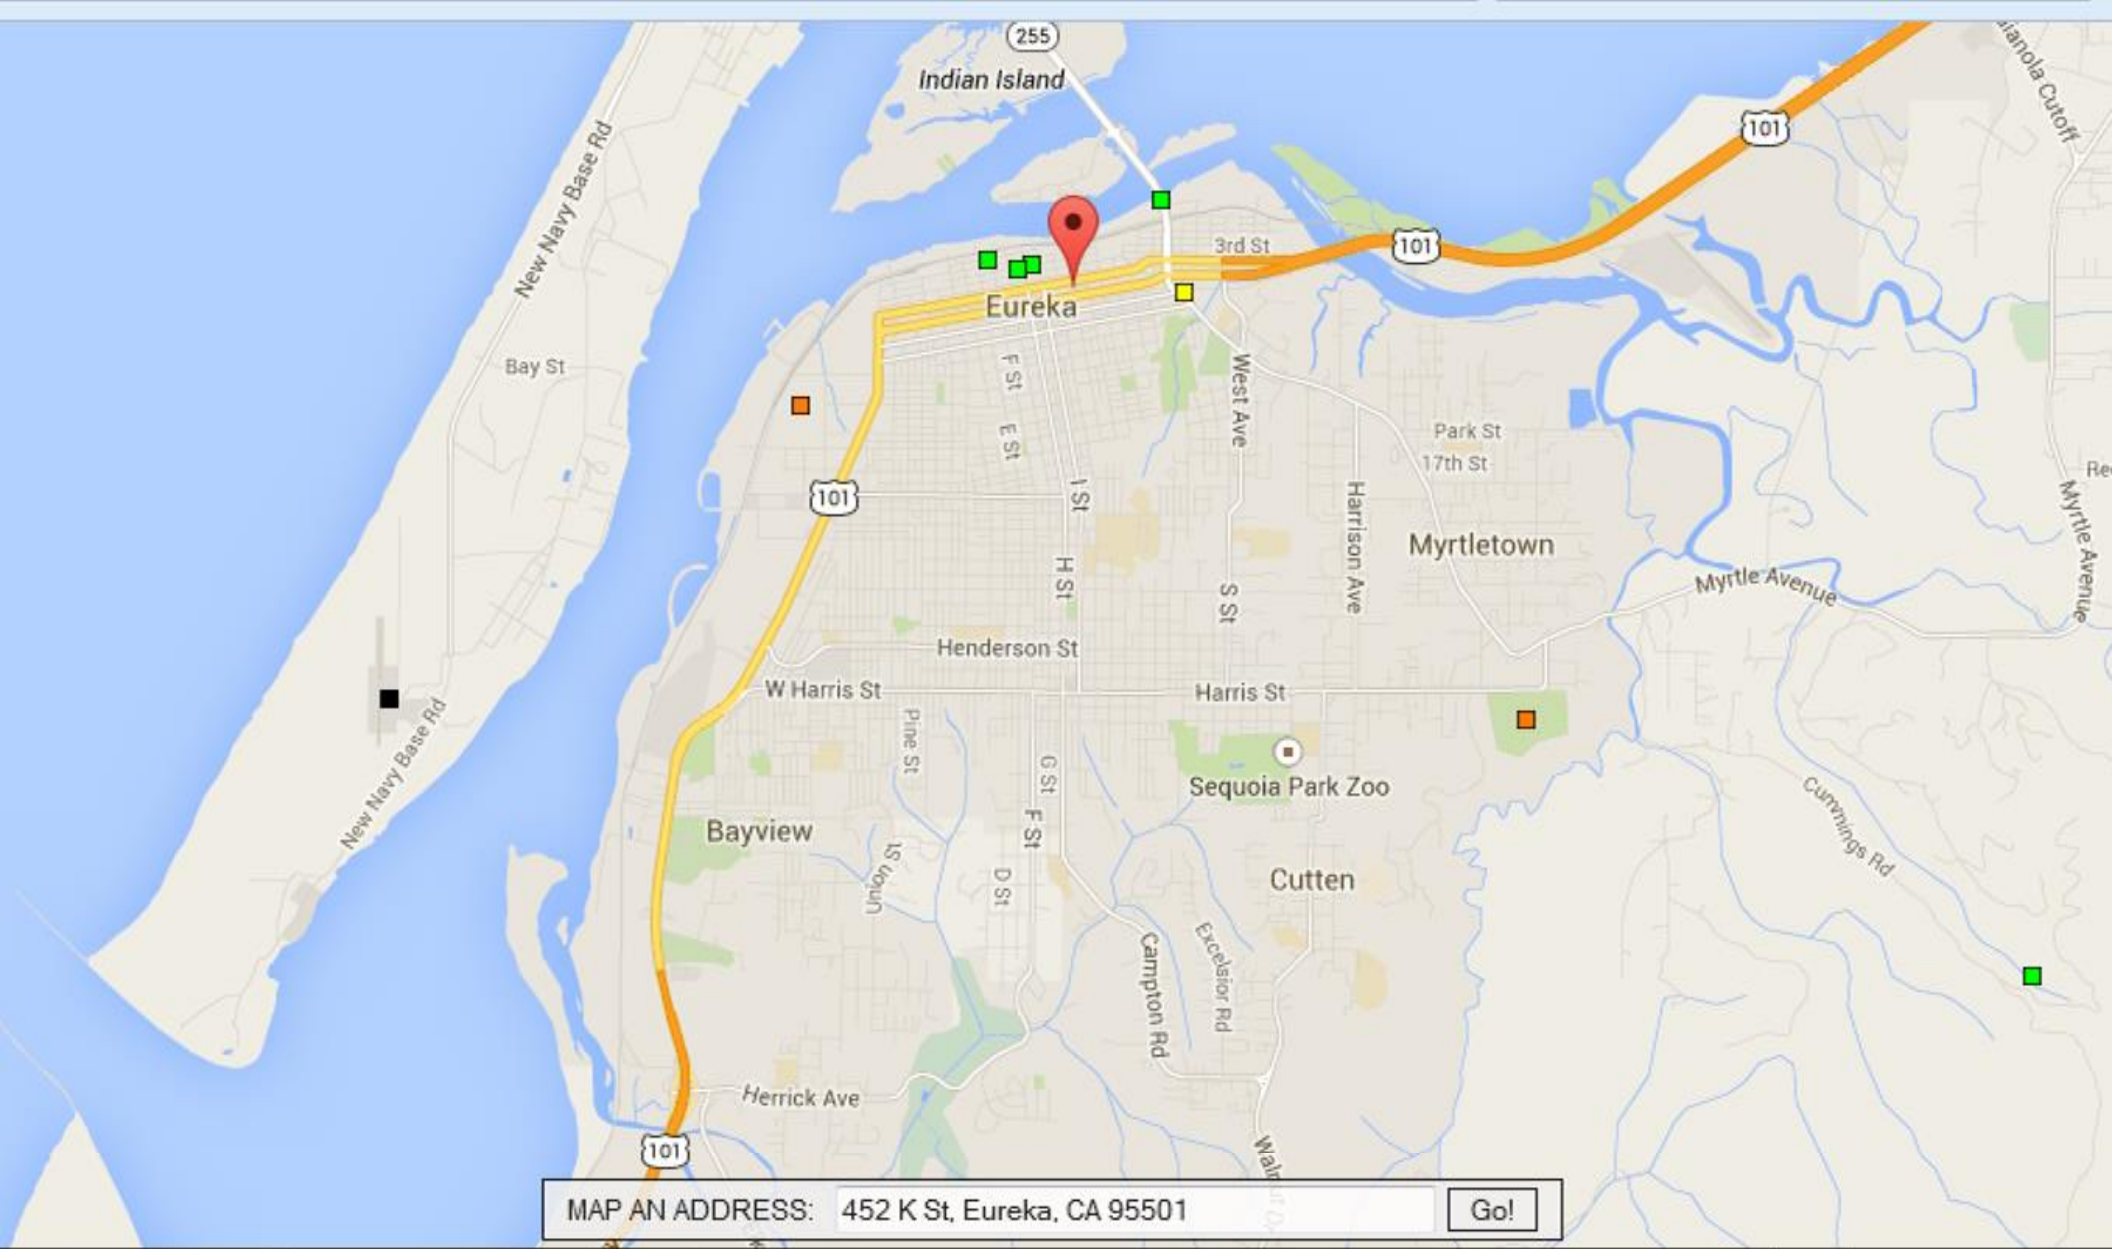 255
Indian Island
ianola Cutoff
101
New Navy Base Rd
3rd St
101
Eureka
Bay St
F St
West Ave
E St
Park St
17th St
101
I St
Harrison Ave
Myrtle Avenue
Myrtletown
H St
S St
Myrtle Avenue
Henderson St
W Harris St
Harris St
Pine St
G St
New Navy Base Rd
Sequoia Park Zoo
Cummings Rd
Bayview
F St
Union St
D St
Cutten
Excelsior Rd
Campton Rd
Herrick Ave
101
MAP AN ADDRESS: 452 K St, Eureka, CA 95501 Go!